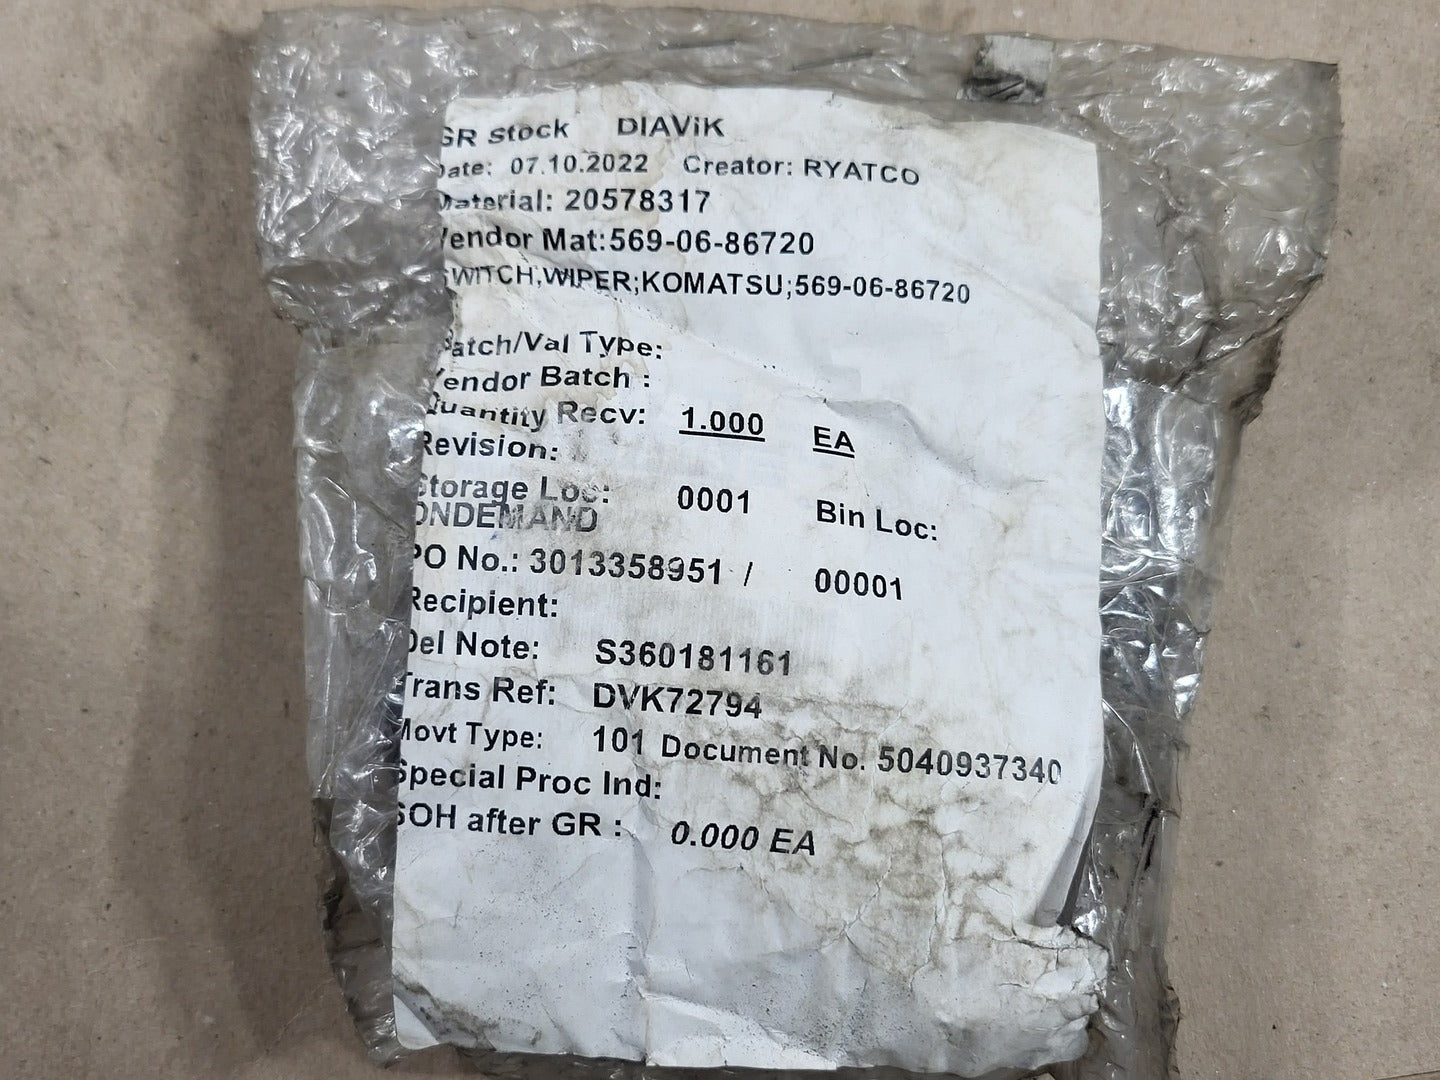 GR Stock DIAViK
Date: 07.10.2022 Creator: RYATCO
Material: 20578317
Vendor Mat:569-06-86720
SWITCH,WIPER;KOMATSU;569-06-86720
Batch/Val Type:
Vendor Batch :
Quantity Recv: 1.000 EA
Revision:
Storage Loc: 0001 Bin Loc:
ONDEMAND
PO No.: 3013358951 / 00001
Recipient:
Del Note: S360181161
Trans Ref: DVK72794
Movt Type: 101 Document No. 5040937340
Special Proc Ind:
SOH after GR : 0.000 EA